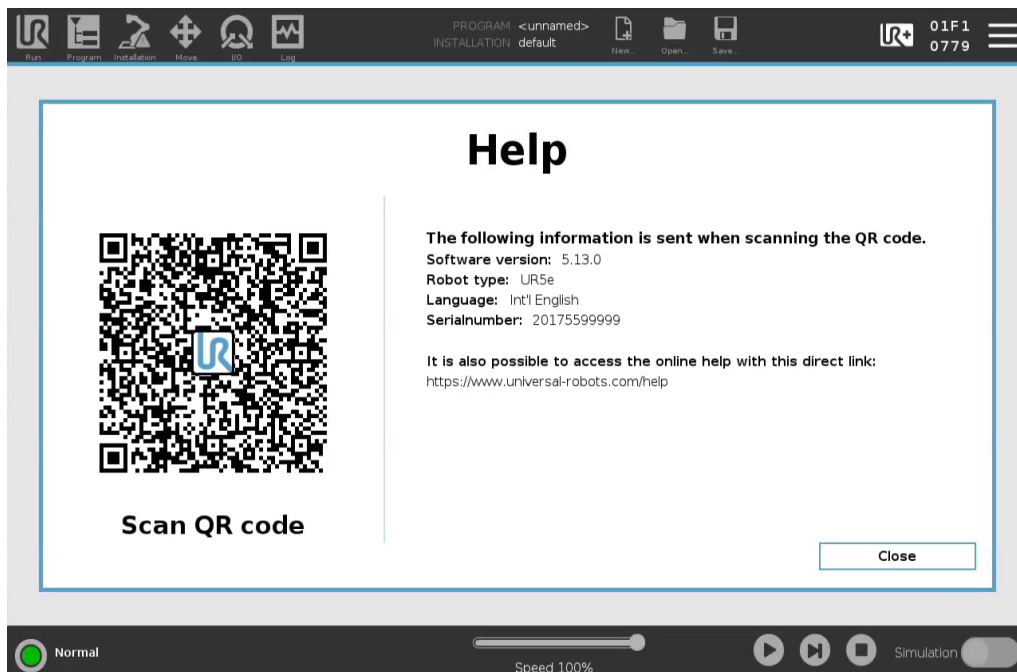 PROGRAM <unnamed>
INSTALLATION default
Run Program Installation Move I/O Log
New... Open... Save...
UR+
01F1
0779
Help
The following information is sent when scanning the QR code.
Software version: 5.13.0
Robot type: UR5e
Language: Int'l English
Serialnumber: 20175599999
It is also possible to access the online help with this direct link:
https://www.universal-robots.com/help
UR
Scan QR code
Close
Normal
Speed 100%
Simulation